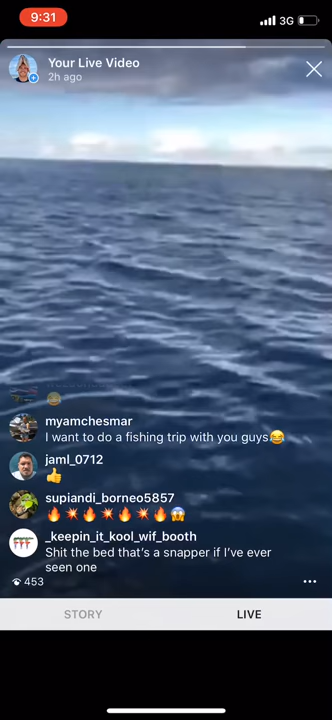 9:31
3G
Your Live Video
2h ago
myamchesmar
I want to do a fishing trip with you guys😂
jaml_0712
👍
supiandi_borneo5857
🔥💥🔥💥🔥💥🔥😱
_keepin_it_kool_wif_booth
Shit the bed that's a snapper if I've ever
seen one
453
STORY
LIVE